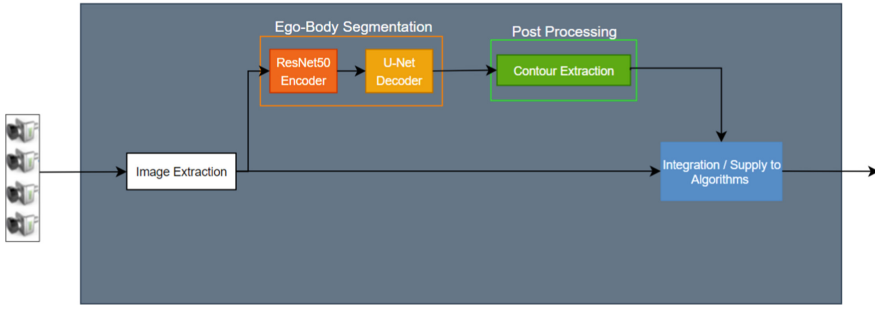 Ego-Body Segmentation
Post Processing
ResNet50
Encoder
U-Net
Decoder
Contour Extraction
Image Extraction
Integration / Supply to
Algorithms